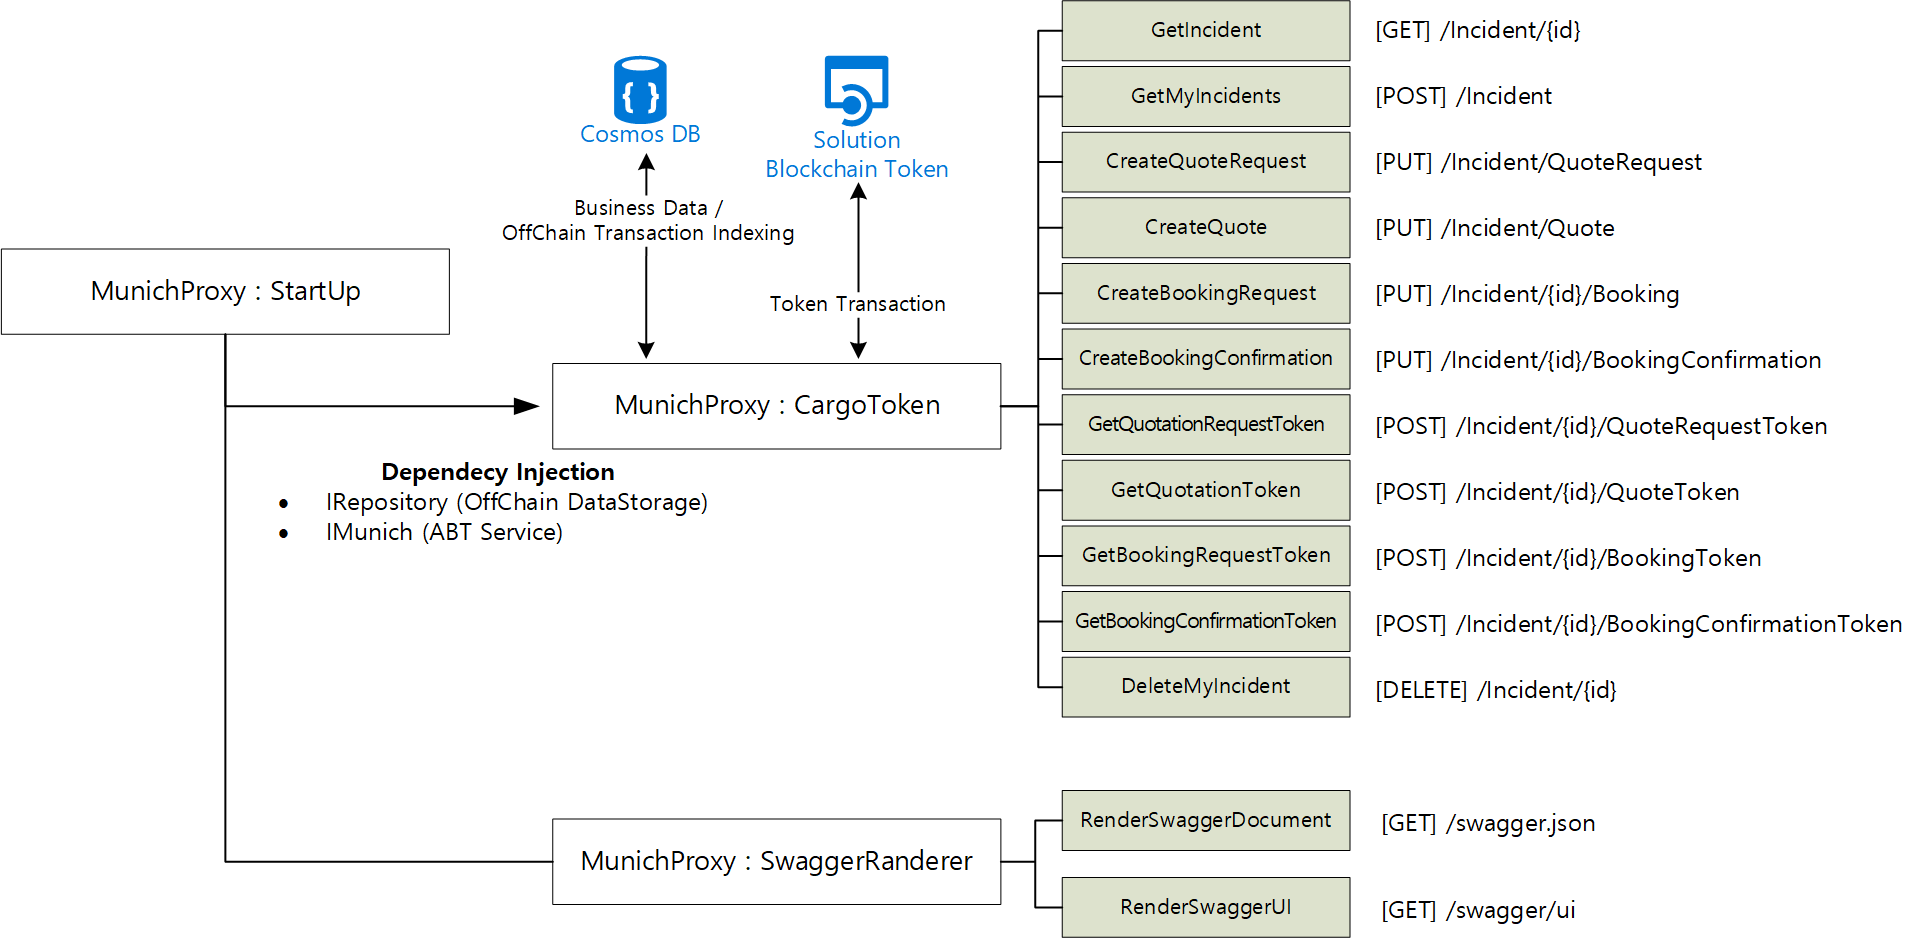 Cosmos DB
Solution
Blockchain Token
Business Data /
OffChain Transaction Indexing
Token Transaction
MunichProxy : StartUp
MunichProxy : CargoToken
Dependecy Injection
• IRepository (OffChain DataStorage)
• IMunich (ABT Service)
GetIncident [GET] /Incident/{id}
GetMyIncidents [POST] /Incident
CreateQuoteRequest [PUT] /Incident/QuoteRequest
CreateQuote [PUT] /Incident/Quote
CreateBookingRequest [PUT] /Incident/{id}/Booking
CreateBookingConfirmation [PUT] /Incident/{id}/BookingConfirmation
GetQuotationRequestToken [POST] /Incident/{id}/QuoteRequestToken
GetQuotationToken [POST] /Incident/{id}/QuoteToken
GetBookingRequestToken [POST] /Incident/{id}/BookingToken
GetBookingConfirmationToken [POST] /Incident/{id}/BookingConfirmationToken
DeleteMyIncident [DELETE] /Incident/{id}
MunichProxy : SwaggerRanderer
RenderSwaggerDocument [GET] /swagger.json
RenderSwaggerUI [GET] /swagger/ui